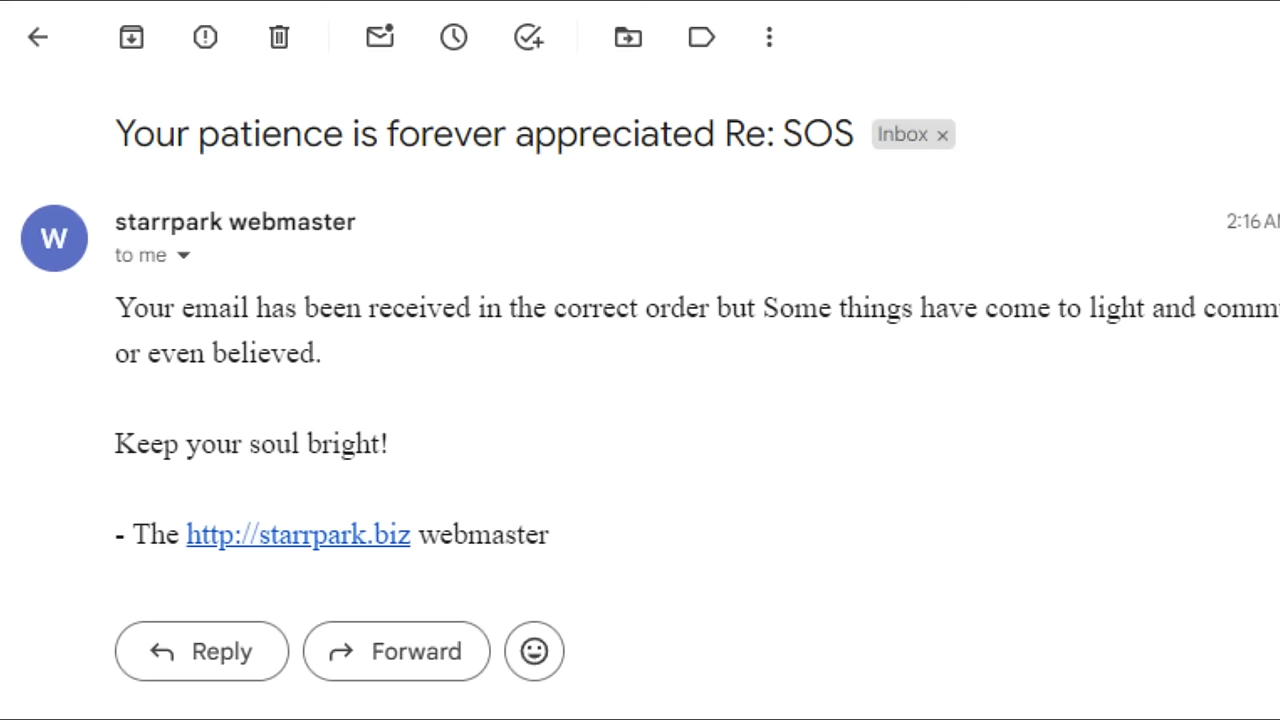 Your patience is forever appreciated Re: SOS Inbox ×
W
starrpark webmaster 2:16 AM
to me
Your email has been received in the correct order but Some things have come to light and
or even believed.
Keep your soul bright!
- The http://starrpark.biz webmaster
Reply Forward